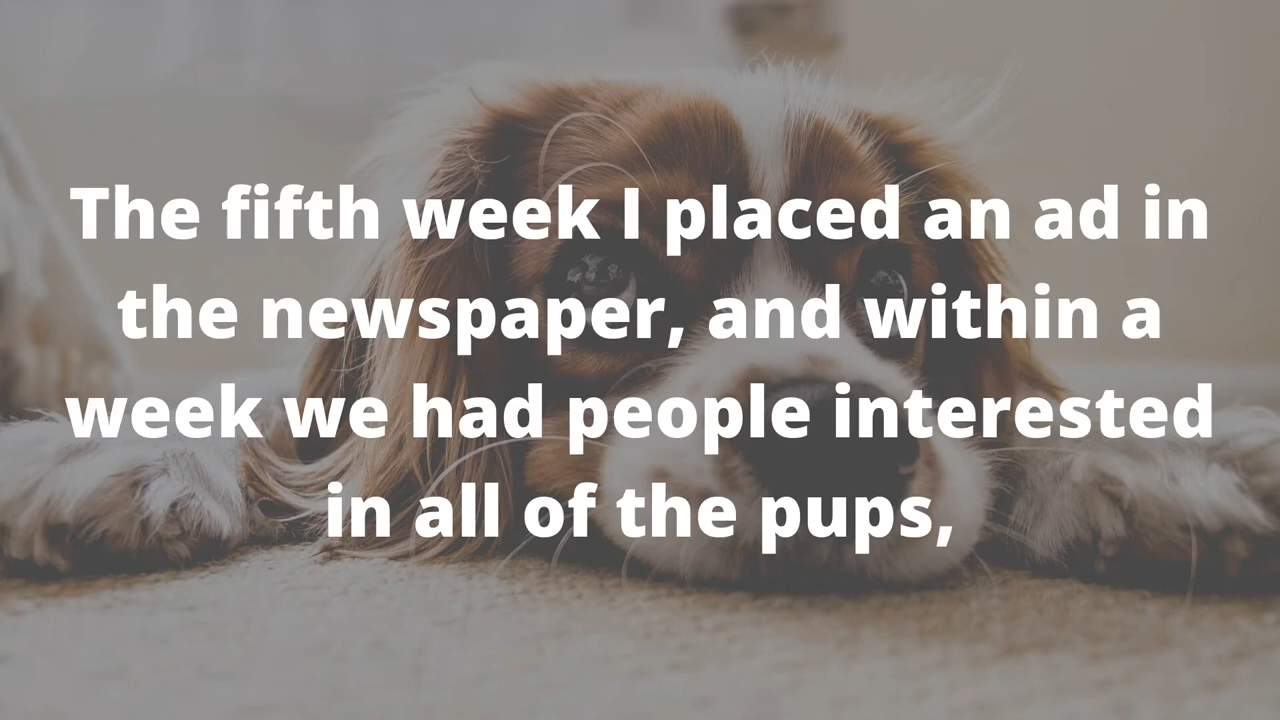 The fifth week I placed an ad in
the newspaper, and within a
week we had people interested
in all of the pups,